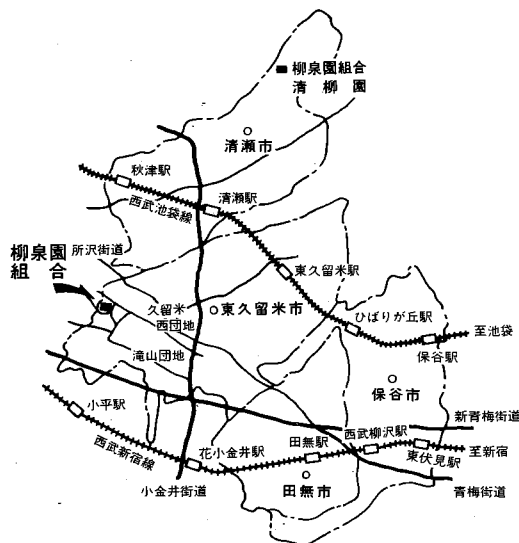 柳泉園組合
清柳園
清瀬市
秋津駅
清瀬駅
西武池袋線
所沢街道
柳泉園
組合
東久留米駅
久留米
西団地
東久留米市
ひばりが丘駅
至池袋
滝山団地
保谷駅
保谷市
小平駅
新青梅街道
西武新宿線
花小金井駅
田無駅
西武柳沢駅
至新宿
東伏見駅
小金井街道
田無市
青梅街道